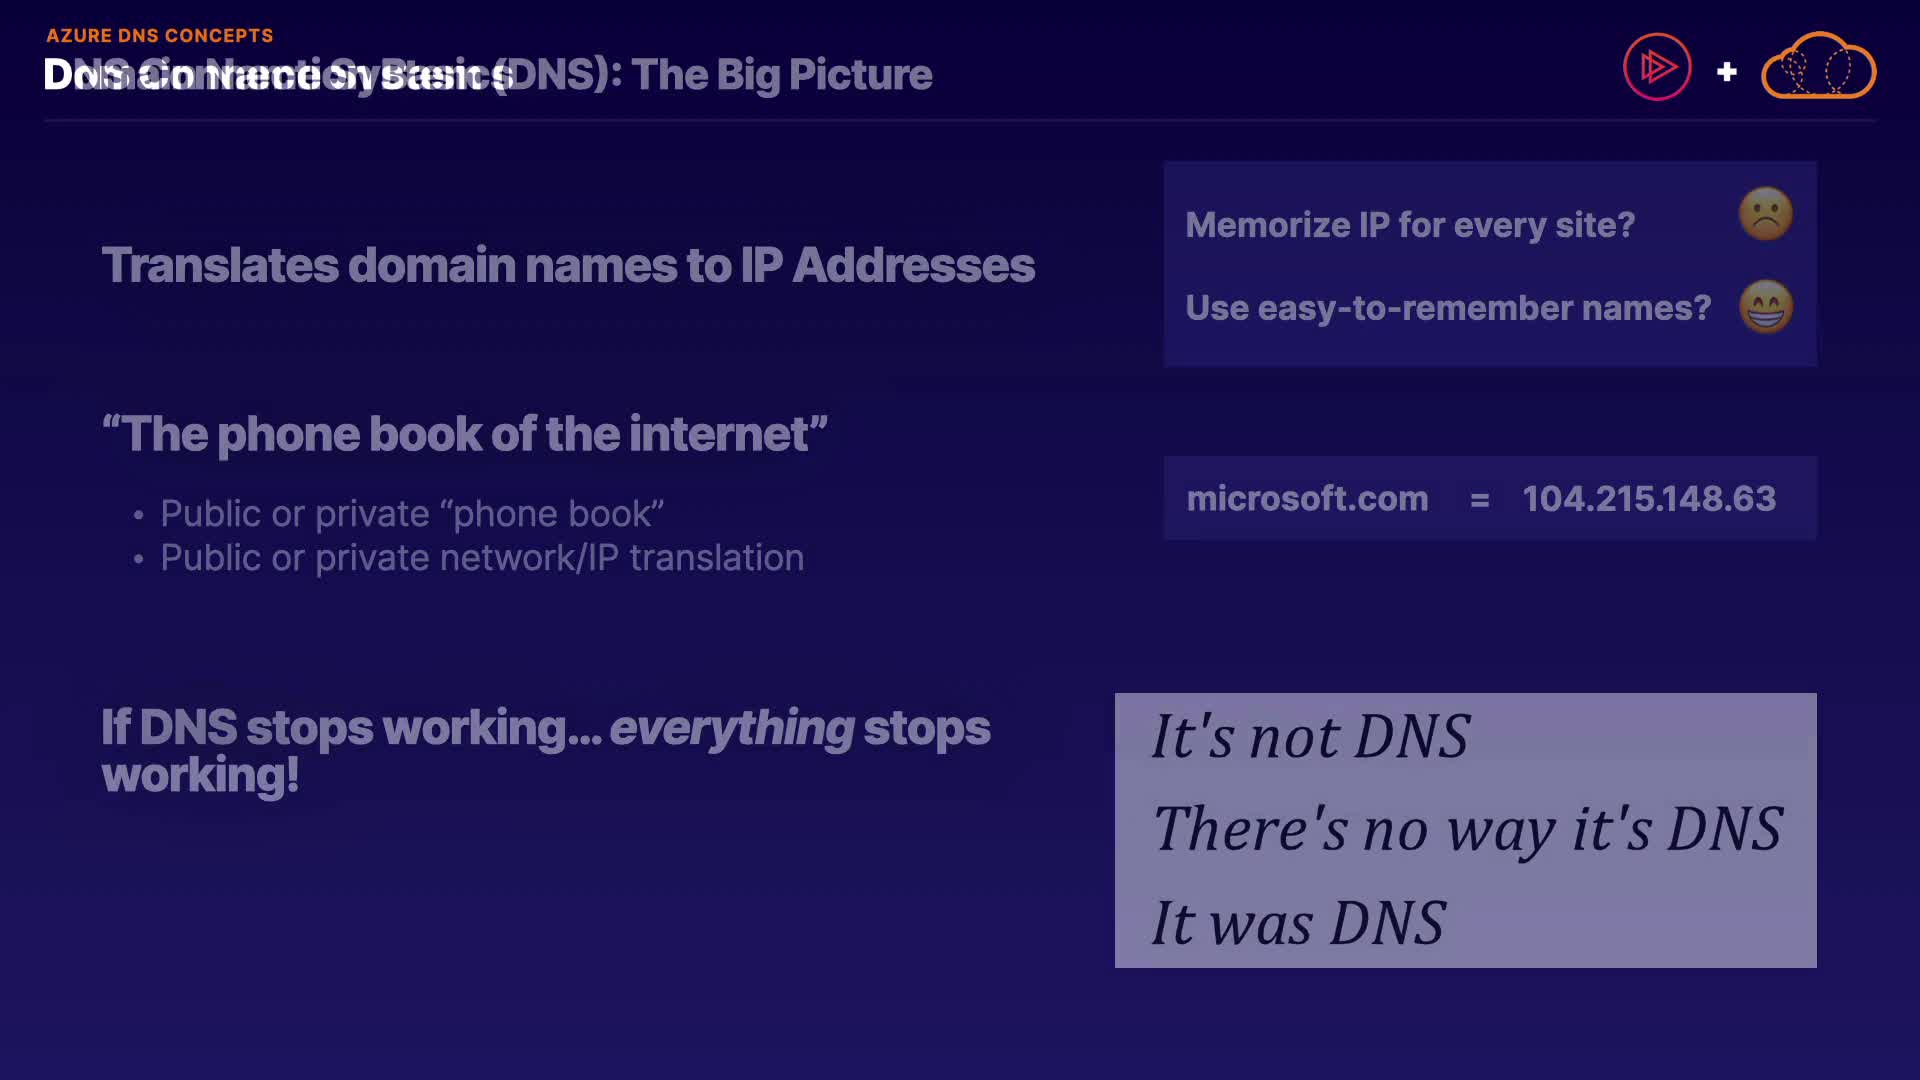 AZURE DNS CONCEPTS
Domain Name System (DNS): The Big Picture
Translates domain names to IP Addresses
Memorize IP for every site?
Use easy-to-remember names?
“The phone book of the internet”
• Public or private “phone book”
• Public or private network/IP translation
microsoft.com = 104.215.148.63
If DNS stops working... everything stops
working!
It's not DNS
There's no way it's DNS
It was DNS